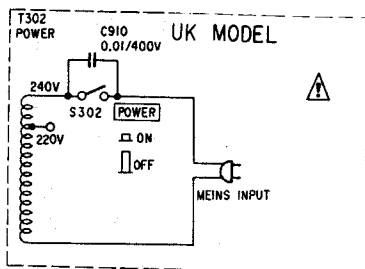 T302
POWER
C910
0.01/400V
UK MODEL
240V
S302
POWER
220V
ON
OFF
MEINS INPUT